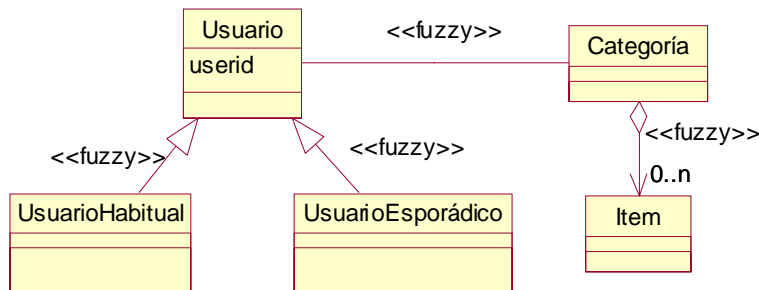 Usuario
userid
<<fuzzy>>
Categoría
<<fuzzy>>
<<fuzzy>>
<<fuzzy>>
0..n
UsuarioHabitual
UsuarioEsporádico
Item